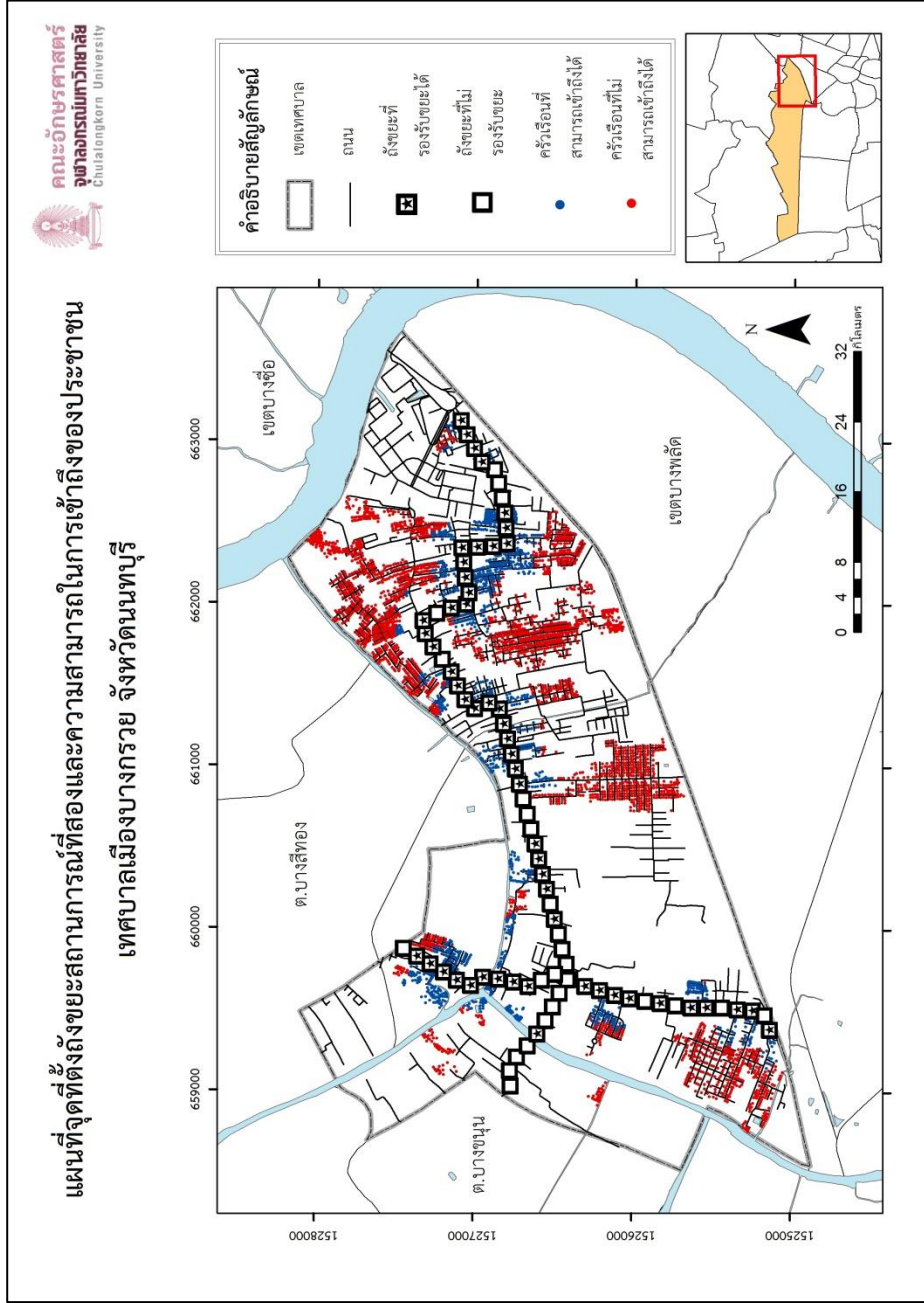 แผนที่จุดที่ตั้งถังขยะสถานการณ์ที่สองและความสามารถในการเข้าถึงของประชาชน
เทศบาลเมืองบางกรวย จังหวัดนนทบุรี
คณะอักษรศาสตร์
จุฬาลงกรณ์มหาวิทยาลัย
Chulalongkorn University
659000
660000
661000
662000
663000
1528000
1527000
1526000
1525000
ต.บางสีทอง
เขตบางซื่อ
ต.บางขนุน
เขตบางพลัด
N
0 4 8 16 24 32
กิโลเมตร
คำอธิบายสัญลักษณ์
เขตเทศบาล
ถนน
ถังขยะที่
รองรับขยะได้
ถังขยะที่ไม่
รองรับขยะ
ครัวเรือนที่
สามารถเข้าถึงได้
ครัวเรือนที่ไม่
สามารถเข้าถึงได้